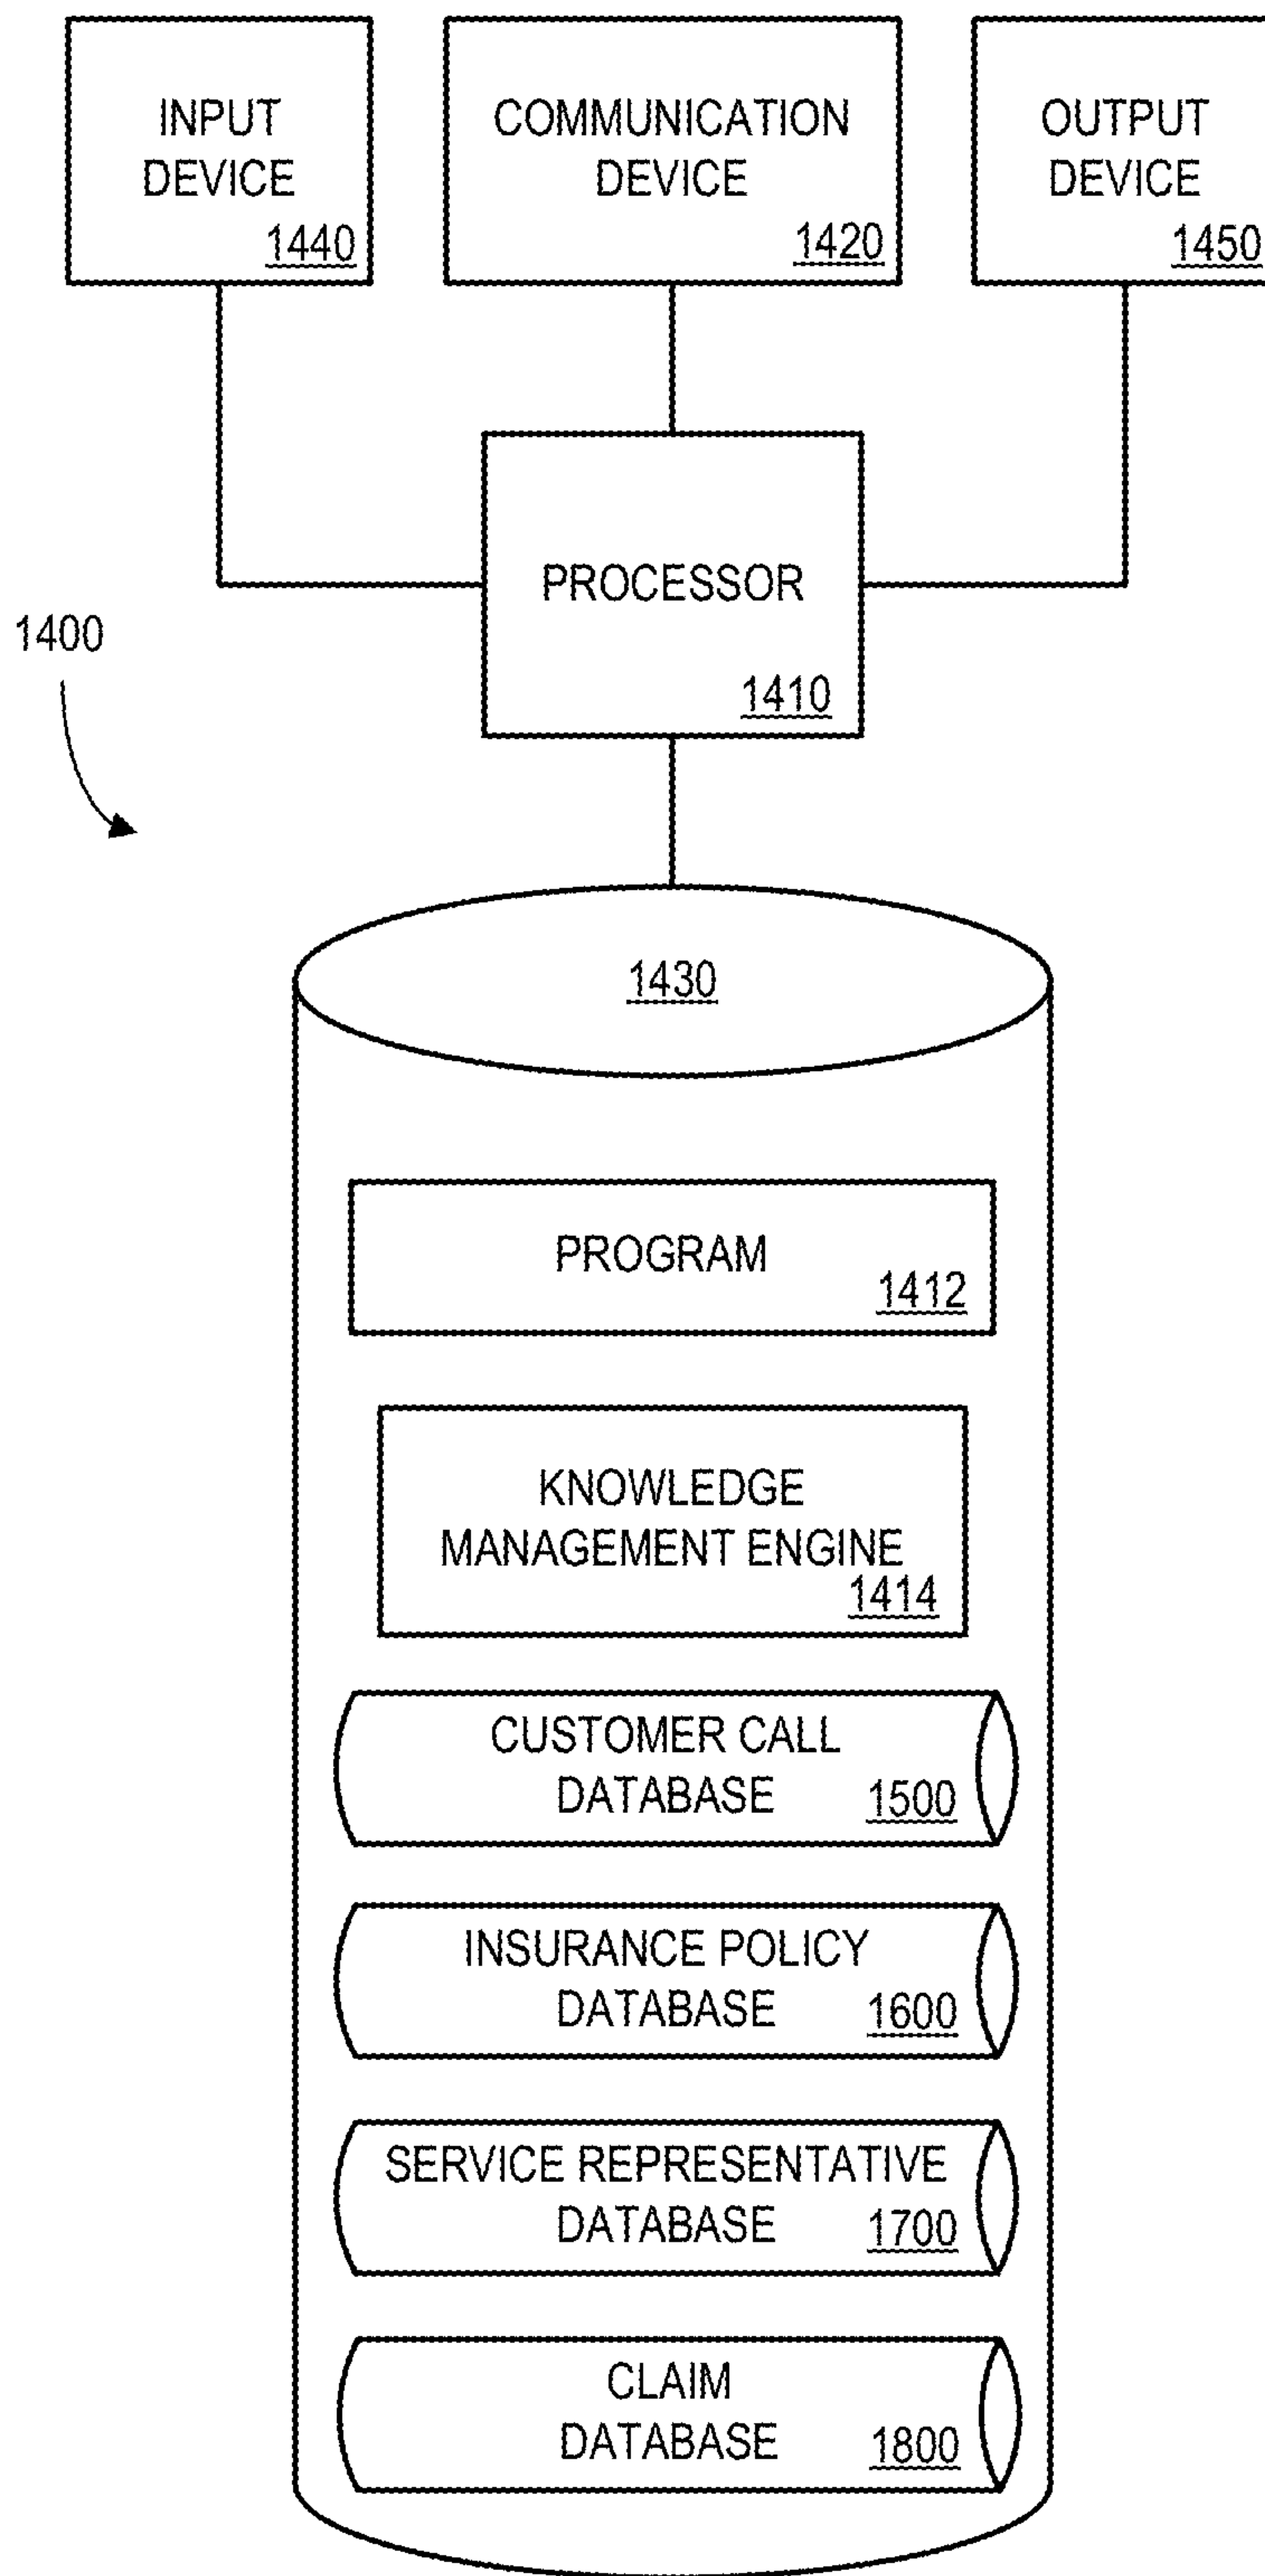 INPUT
DEVICE
1440
COMMUNICATION
DEVICE
1420
OUTPUT
DEVICE
1450
PROCESSOR
1410
1400
1430
PROGRAM
1412
KNOWLEDGE
MANAGEMENT ENGINE
1414
CUSTOMER CALL
DATABASE 1500
INSURANCE POLICY
DATABASE 1600
SERVICE REPRESENTATIVE
DATABASE 1700
CLAIM
DATABASE 1800